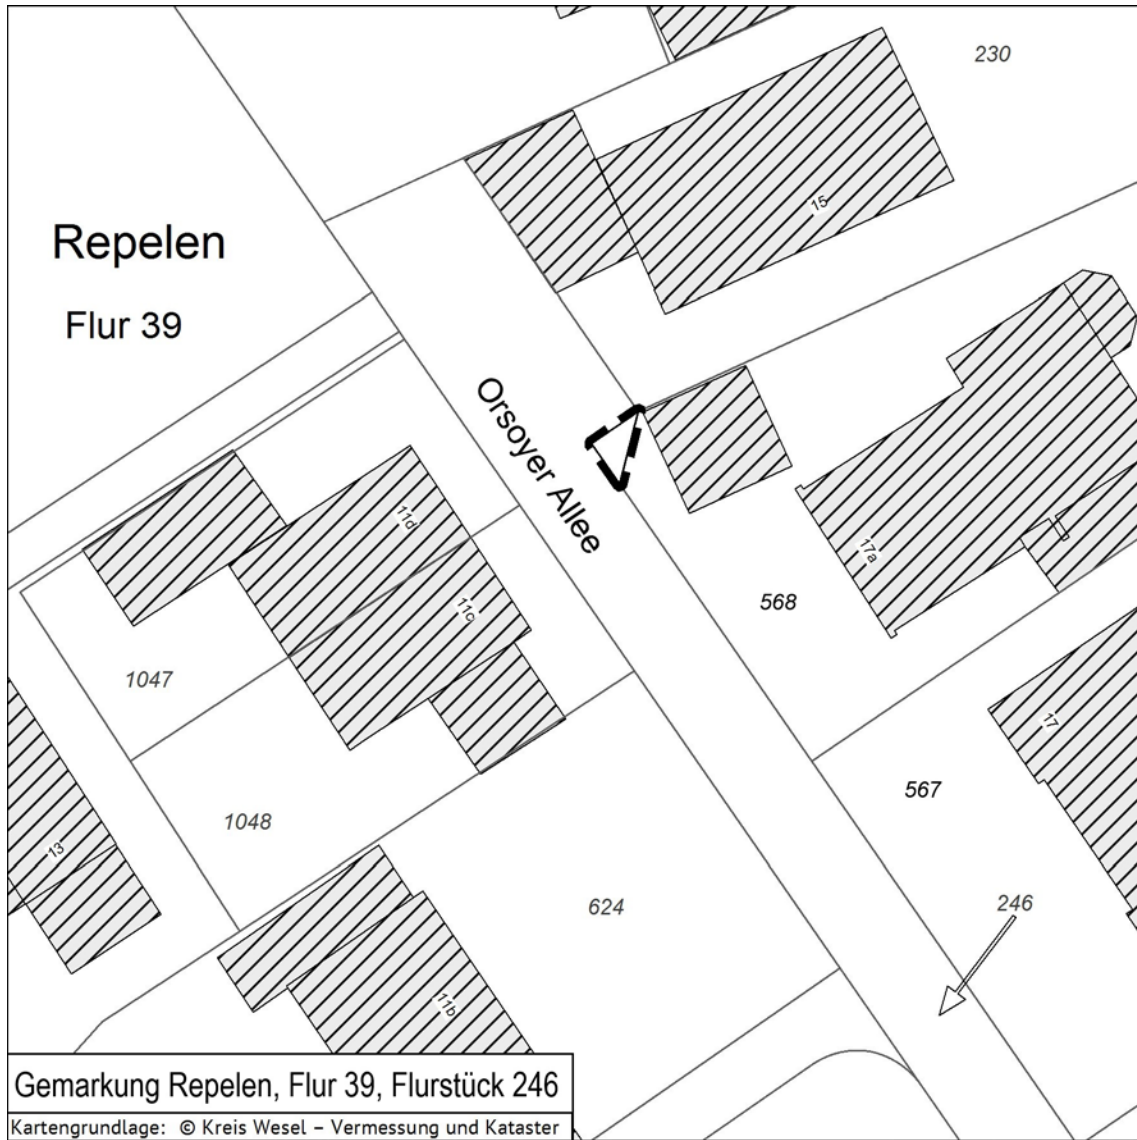 230
15
Repelen
Flur 39
Orsoyer Allee
11d
17a
11c
568
1047
17
567
1048
13
624
246
11b
Gemarkung Repelen, Flur 39, Flurstück 246
Kartengrundlage: © Kreis Wesel – Vermessung und Kataster